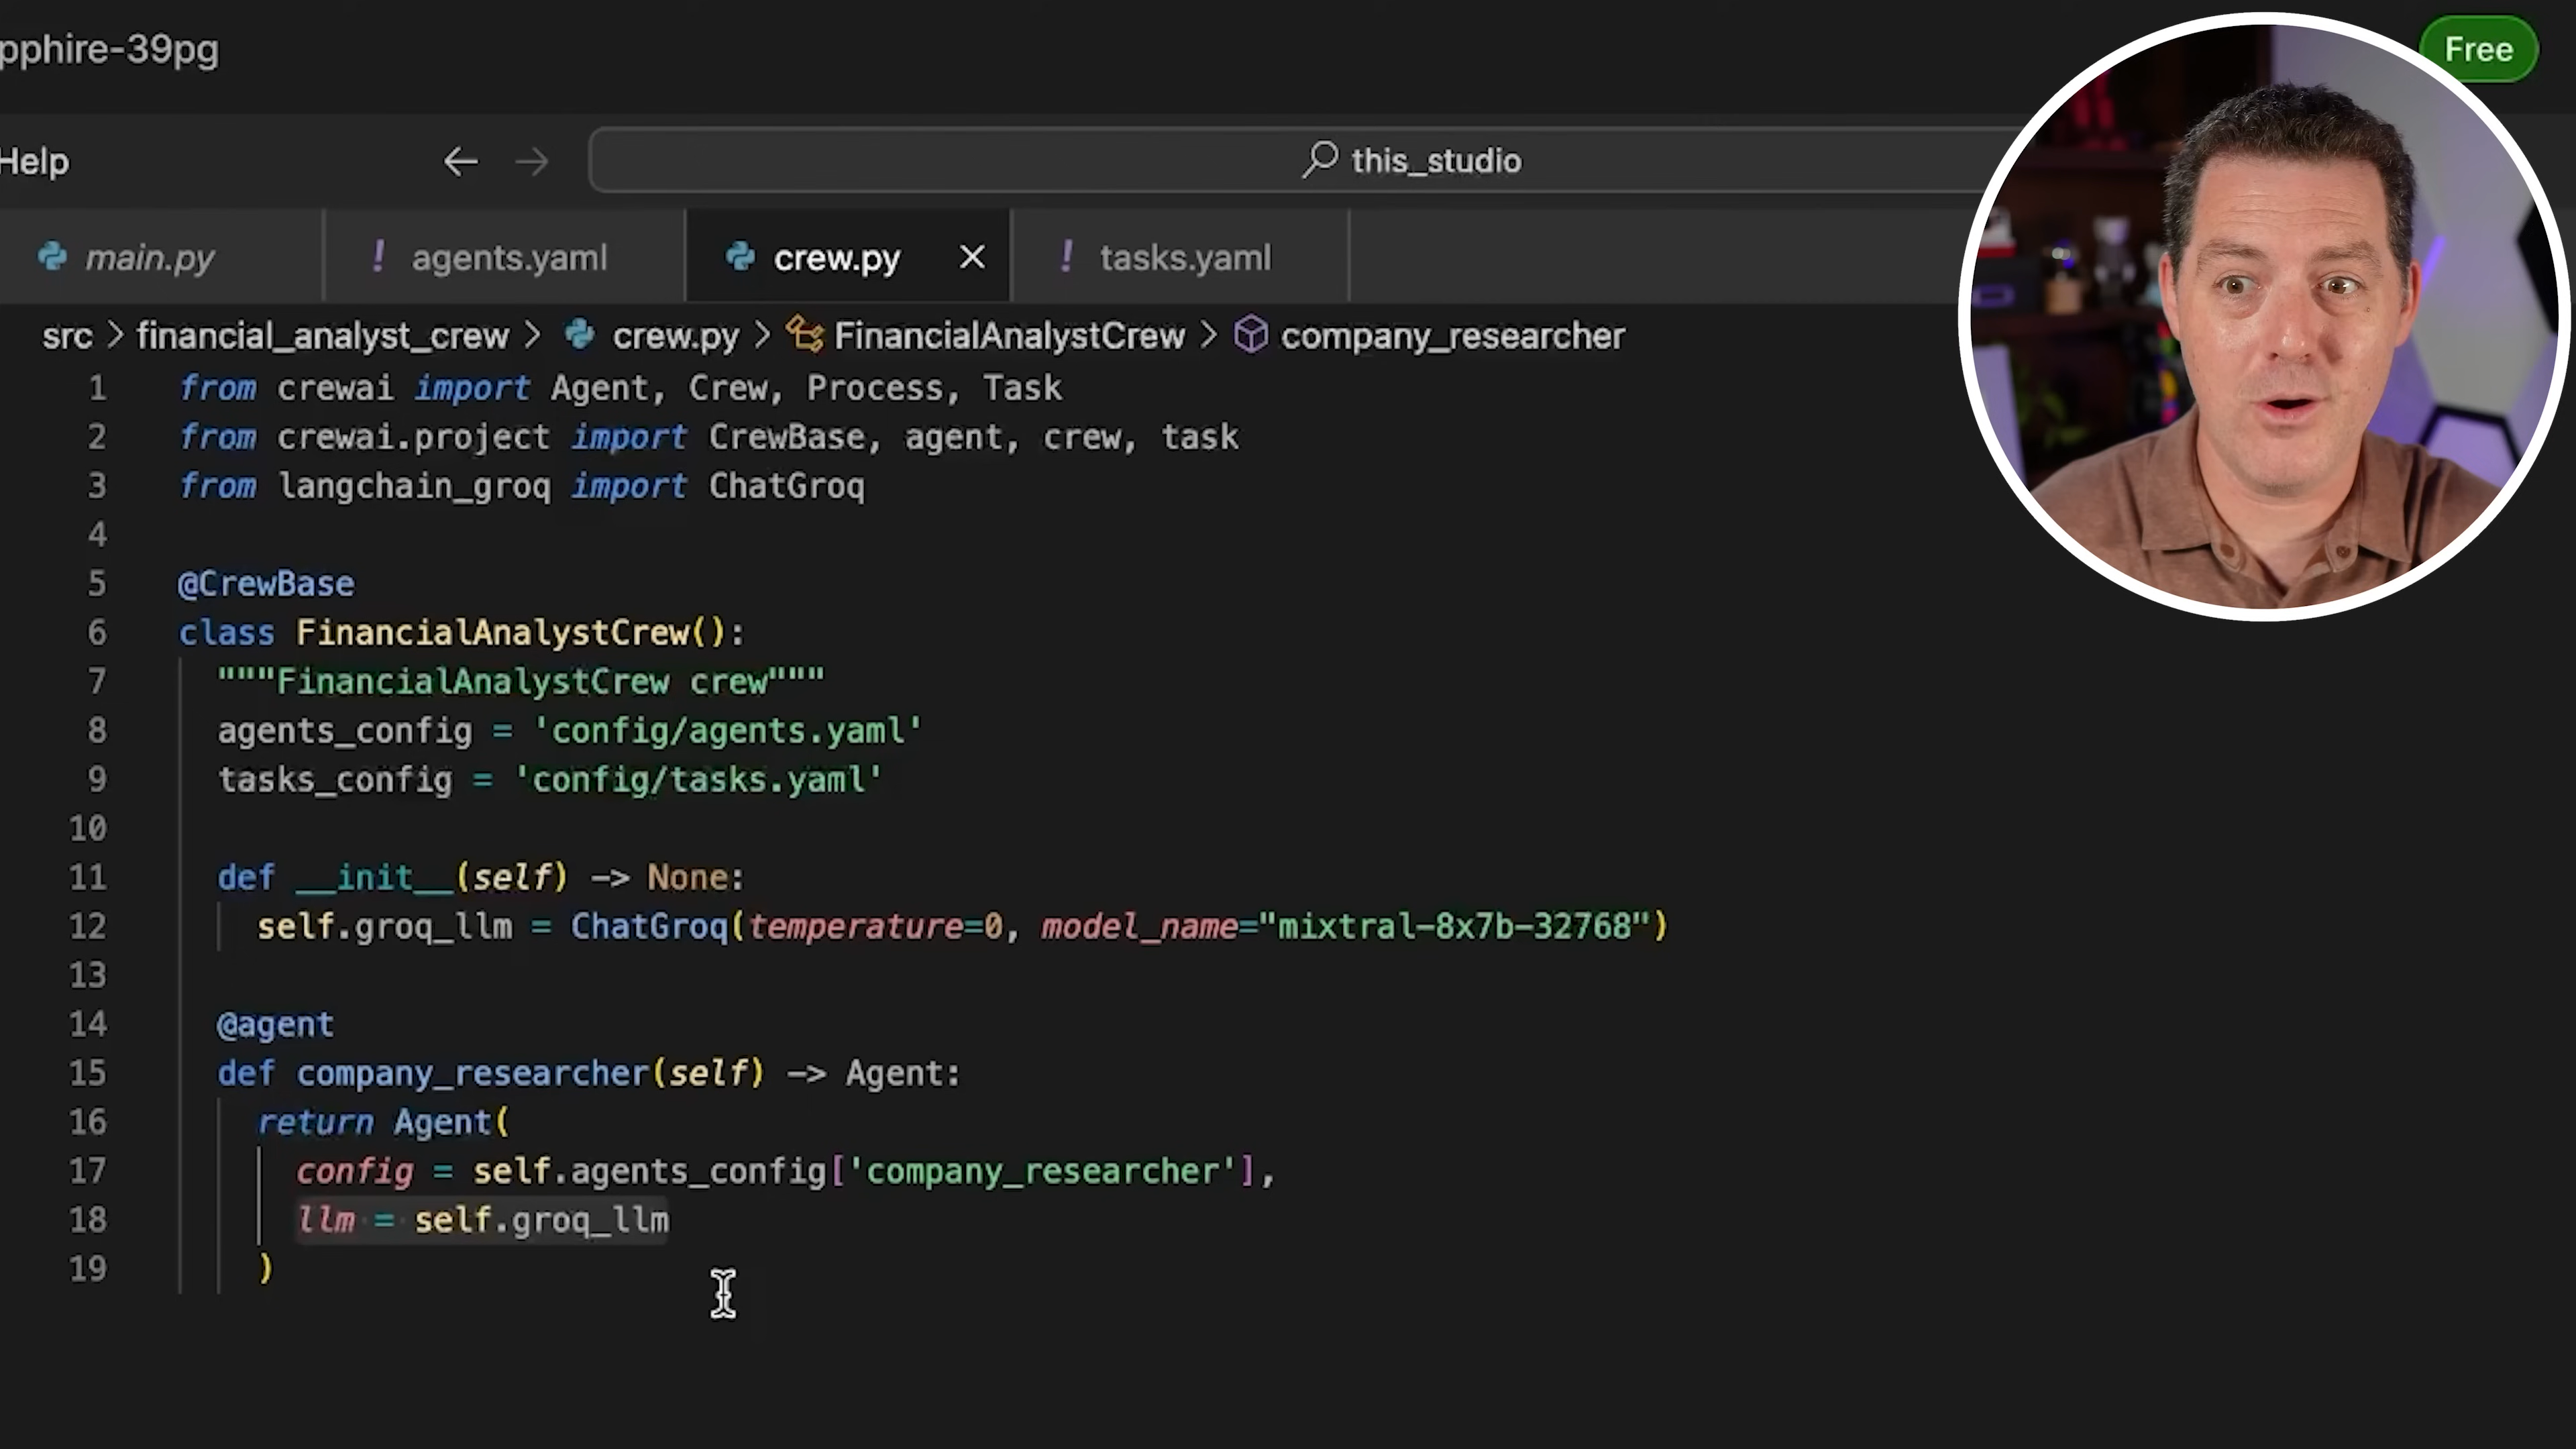 pphire-39pg
Free
Help
this_studio
main.py
! agents.yaml
crew.py
! tasks.yaml
src > financial_analyst_crew > crew.py > FinancialAnalystCrew > company_researcher
1 from crewai import Agent, Crew, Process, Task
2 from crewai.project import CrewBase, agent, crew, task
3 from langchain_groq import ChatGroq
4
5 @CrewBase
6 class FinancialAnalystCrew():
7 """FinancialAnalystCrew crew"""
8 agents_config = 'config/agents.yaml'
9 tasks_config = 'config/tasks.yaml'
10
11 def __init__(self) -> None:
12 self.groq_llm = ChatGroq(temperature=0, model_name="mixtral-8x7b-32768")
13
14 @agent
15 def company_researcher(self) -> Agent:
16 return Agent(
17 config = self.agents_config['company_researcher'],
18 llm = self.groq_llm
19 )